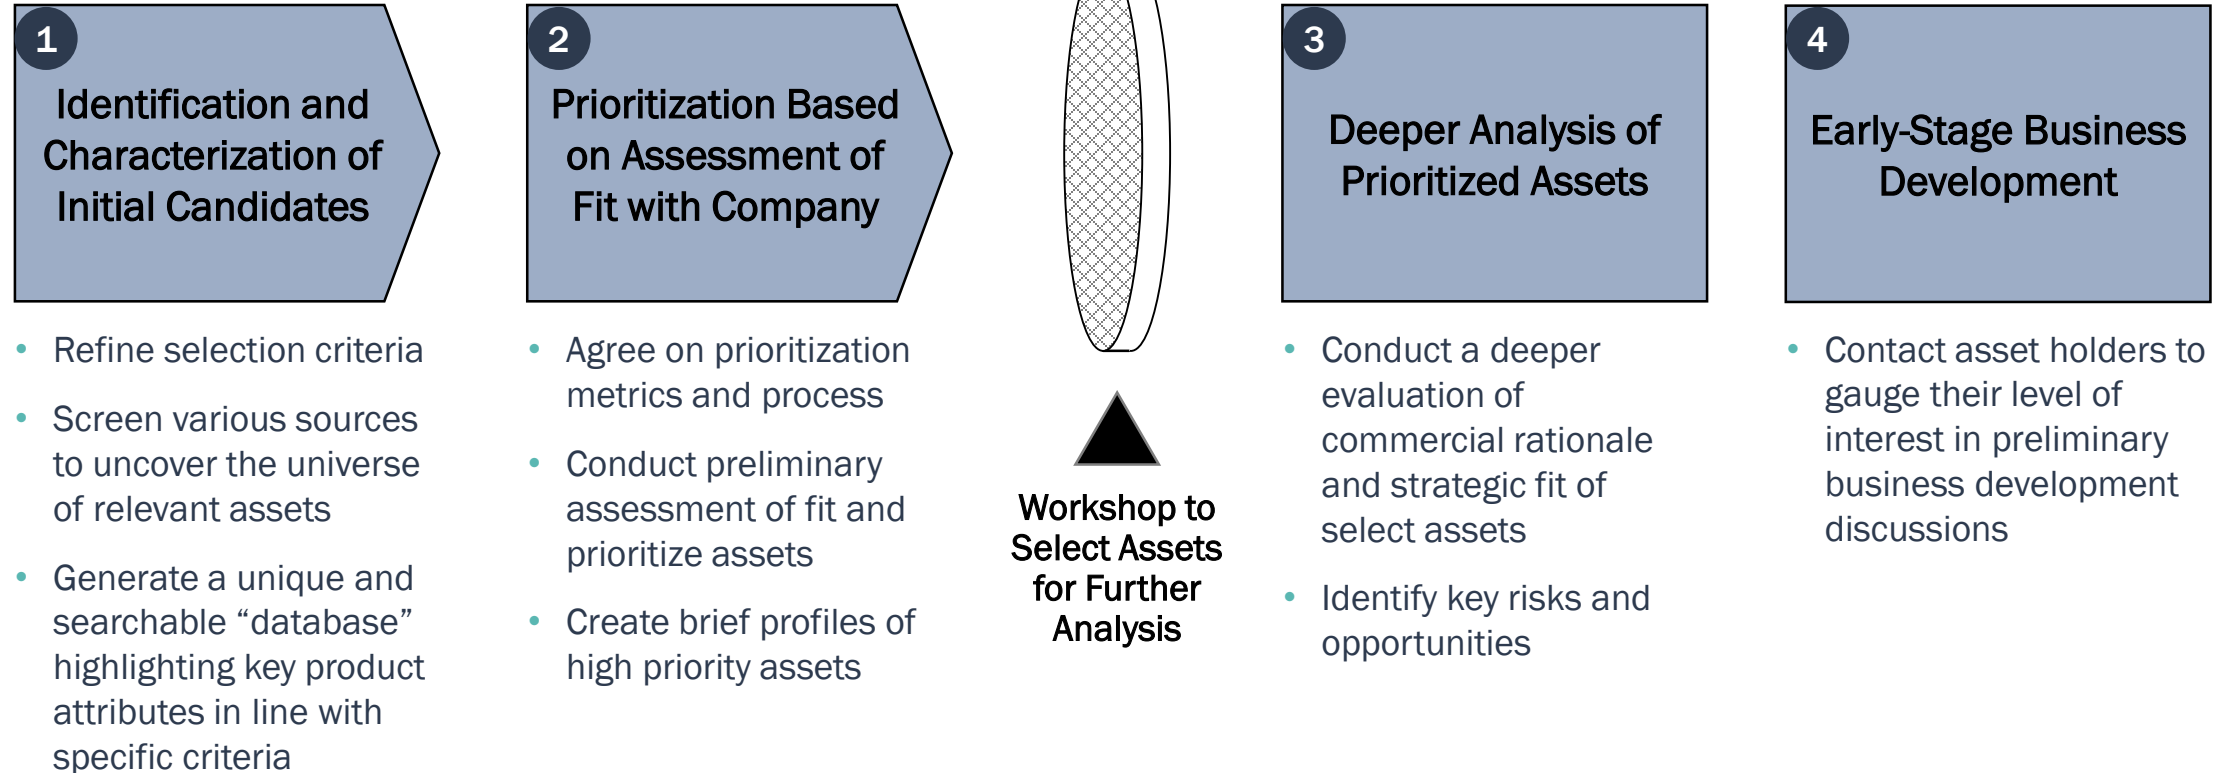 1
Identification and
Characterization of
Initial Candidates
• Refine selection criteria
• Screen various sources
to uncover the universe
of relevant assets
• Generate a unique and
searchable “database”
highlighting key product
attributes in line with
specific criteria
2
Prioritization Based
on Assessment of
Fit with Company
• Agree on prioritization
metrics and process
• Conduct preliminary
assessment of fit and
prioritize assets
• Create brief profiles of
high priority assets
Workshop to
Select Assets
for Further
Analysis
3
Deeper Analysis of
Prioritized Assets
• Conduct a deeper
evaluation of
commercial rationale
and strategic fit of
select assets
• Identify key risks and
opportunities
4
Early-Stage Business
Development
• Contact asset holders to
gauge their level of
interest in preliminary
business development
discussions